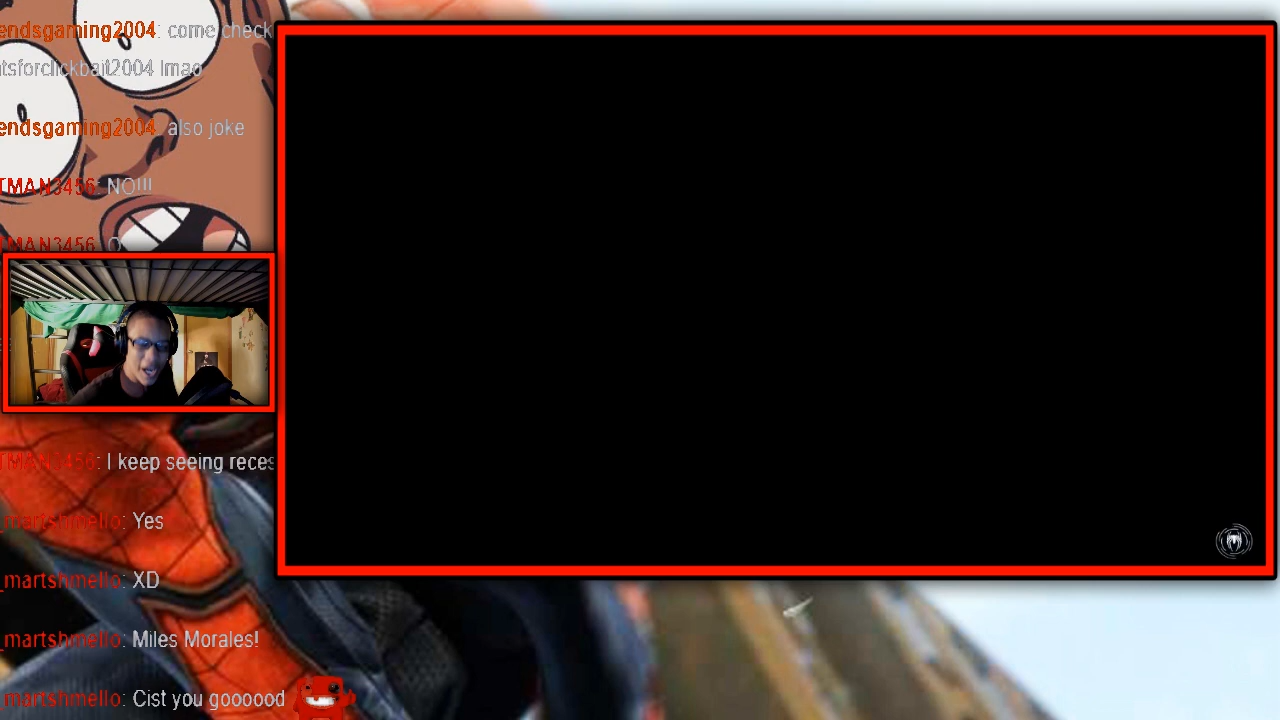 endsgaming2004: come check
tsforclickbait2004 lmao
endsgaming2004: also joke
TMAN3456: NO!!!
TMAN3456: O
TMAN3456: I keep seeing reces
_martshmello: Yes
_martshmello: XD
_martshmello: Miles Morales!
_martshmello: Cist you goooood